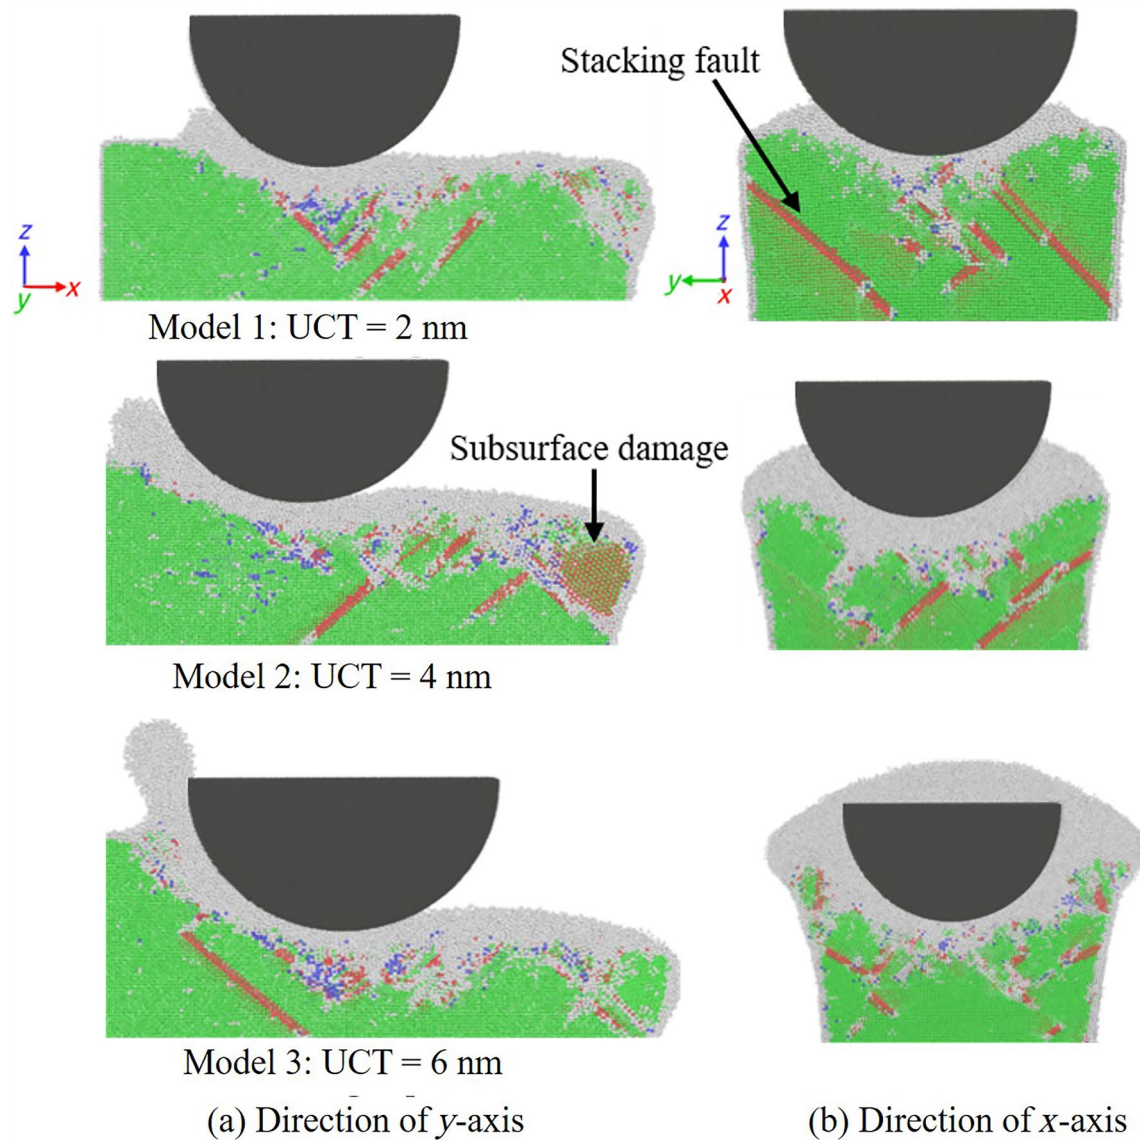 Stacking fault
z
x
y
z
y
x
Model 1: UCT = 2 nm
Subsurface damage
Model 2: UCT = 4 nm
Model 3: UCT = 6 nm
(a) Direction of y-axis
(b) Direction of x-axis